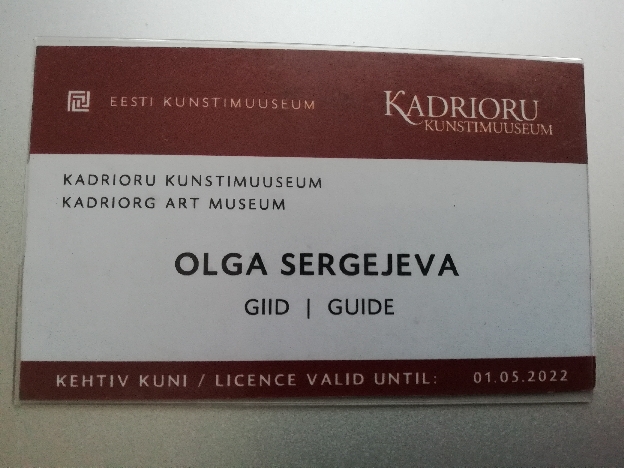 EESTI KUNSTIMUUSEUM
KADRIORU
KUNSTIMUUSEUM
KADRIORU KUNSTIMUUSEUM
KADRIORG ART MUSEUM
OLGA SERGEJEVA
GIID | GUIDE
KEHTIV KUNI / LICENCE VALID UNTIL: 01.05.2022